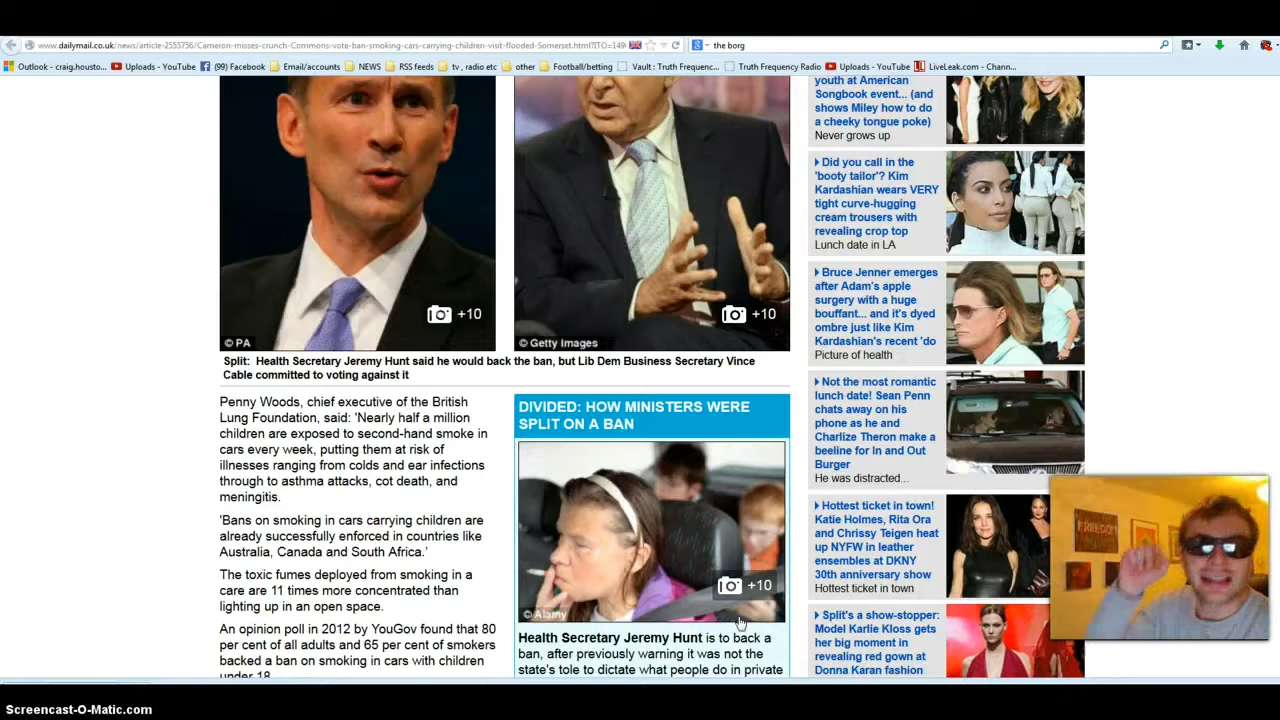 www.dailymail.co.uk/news/article-2555756/Cameron-misses-crunch-Commons-vote-ban-smoking-cars-carrying-children-visit-flooded-Somerset.html?ITO=149
the borg
Outlook - craig.housto...
Uploads - YouTube
(99) Facebook
Email/accounts
NEWS
RSS feeds
tv , radio etc
other
Football/betting
Vault : Truth Frequenc...
Truth Frequency Radio
Uploads - YouTube
LiveLeak.com - Chann...
+10
© PA
+10
© Getty Images
Split: Health Secretary Jeremy Hunt said he would back the ban, but Lib Dem Business Secretary Vince
Cable committed to voting against it
Penny Woods, chief executive of the British
Lung Foundation, said: 'Nearly half a million
children are exposed to second-hand smoke in
cars every week, putting them at risk of
illnesses ranging from colds and ear infections
through to asthma attacks, cot death, and
meningitis.
'Bans on smoking in cars carrying children are
already successfully enforced in countries like
Australia, Canada and South Africa.'
The toxic fumes deployed from smoking in a
care are 11 times more concentrated than
lighting up in an open space.
An opinion poll in 2012 by YouGov found that 80
per cent of all adults and 65 per cent of smokers
backed a ban on smoking in cars with children
under 18.
DIVIDED: HOW MINISTERS WERE
SPLIT ON A BAN
+10
© Alamy
Health Secretary Jeremy Hunt is to back a
ban, after previously warning it was not the
state's tole to dictate what people do in private
youth at American
Songbook event... (and
shows Miley how to do
a cheeky tongue poke)
Never grows up
Did you call in the
'booty tailor'? Kim
Kardashian wears VERY
tight curve-hugging
cream trousers with
revealing crop top
Lunch date in LA
Bruce Jenner emerges
after Adam's apple
surgery with a huge
bouffant... and it's dyed
ombre just like Kim
Kardashian's recent 'do
Picture of health
Not the most romantic
lunch date! Sean Penn
chats away on his
phone as he and
Charlize Theron make a
beeline for In and Out
Burger
He was distracted...
Hottest ticket in town!
Katie Holmes, Rita Ora
and Chrissy Teigen heat
up NYFW in leather
ensembles at DKNY
30th anniversary show
Hottest ticket in town
Split's a show-stopper:
Model Karlie Kloss gets
her big moment in
revealing red gown at
Donna Karan fashion
FREEDOM
Screencast-O-Matic.com